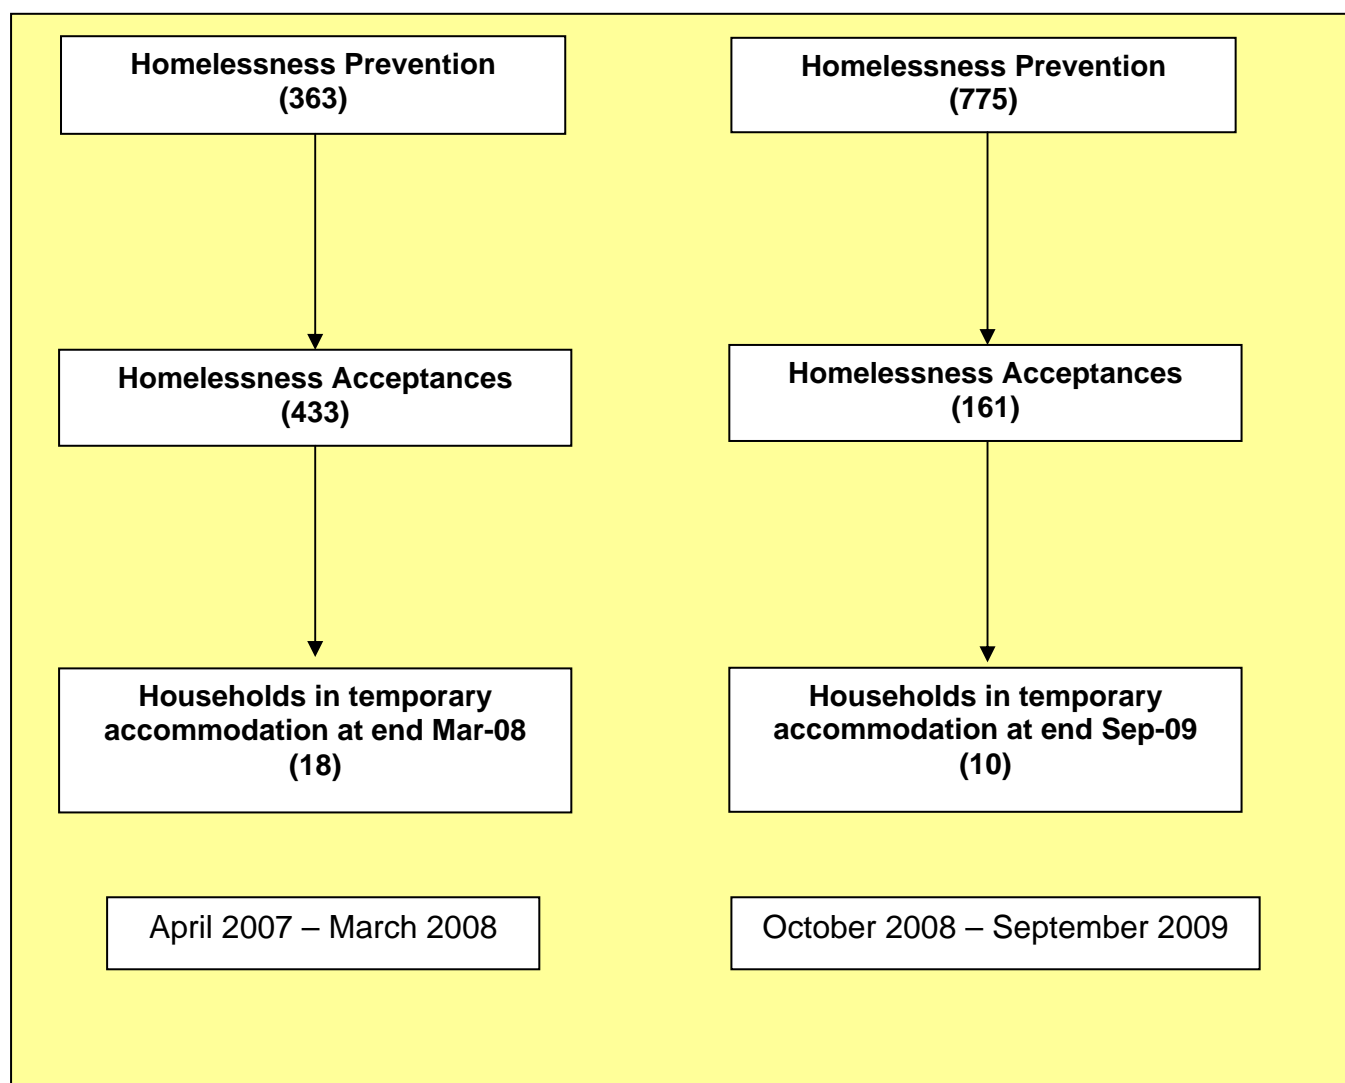 Homelessness Prevention
(363)
Homelessness Acceptances
(433)
Households in temporary
accommodation at end Mar-08
(18)
April 2007 – March 2008
Homelessness Prevention
(775)
Homelessness Acceptances
(161)
Households in temporary
accommodation at end Sep-09
(10)
October 2008 – September 2009